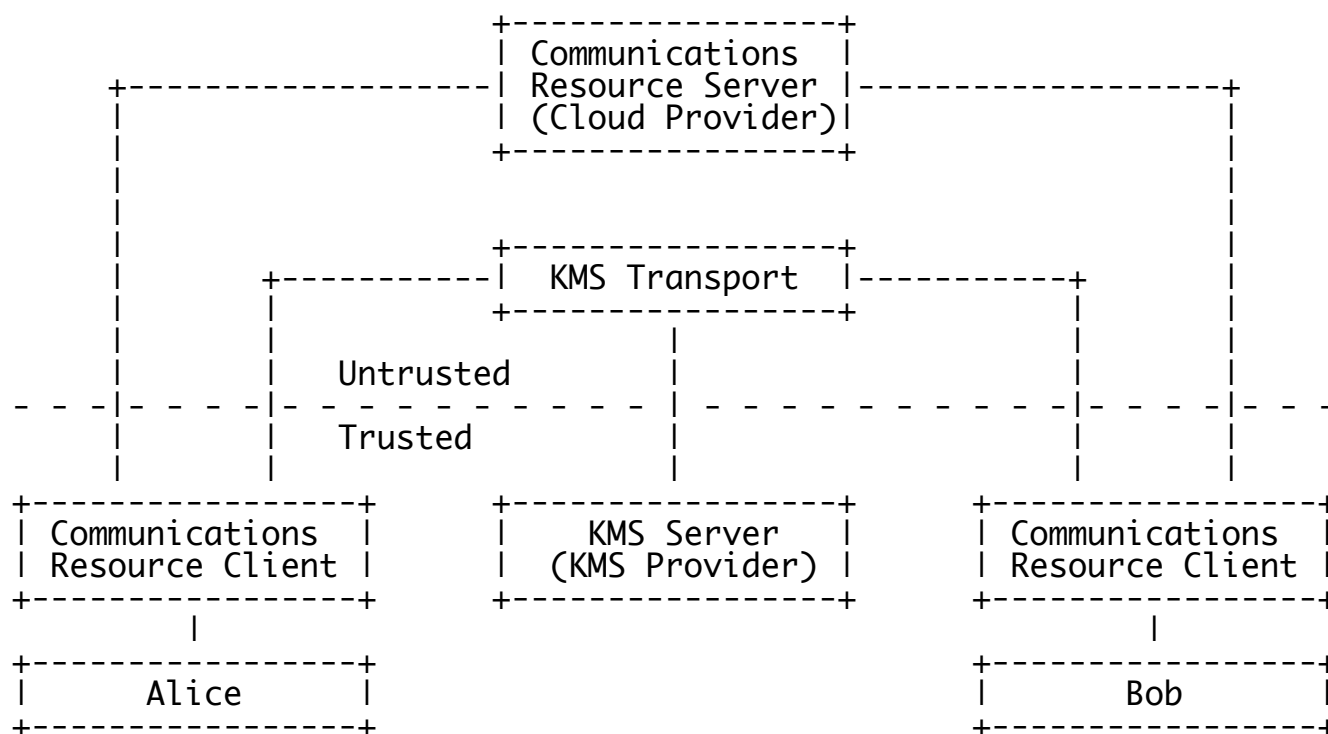 Communications
Resource Server
(Cloud Provider)
KMS Transport
Untrusted
Trusted
Communications
Resource Client
KMS Server
(KMS Provider)
Communications
Resource Client
Alice
Bob